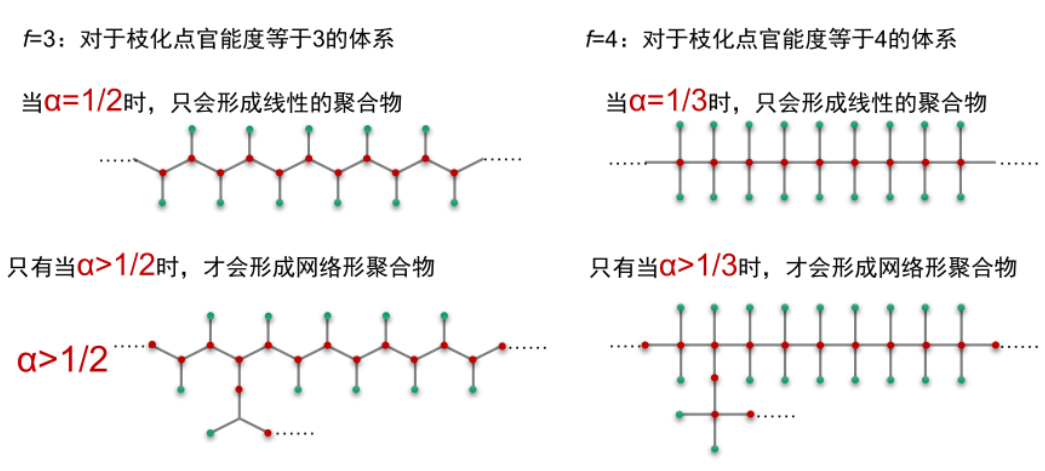 f=3：对于枝化点官能度等于3的体系
当α=1/2时，只会形成线性的聚合物
只有当α>1/2时，才会形成网络形聚合物
α>1/2
f=4：对于枝化点官能度等于4的体系
当α=1/3时，只会形成线性的聚合物
只有当α>1/3时，才会形成网络形聚合物